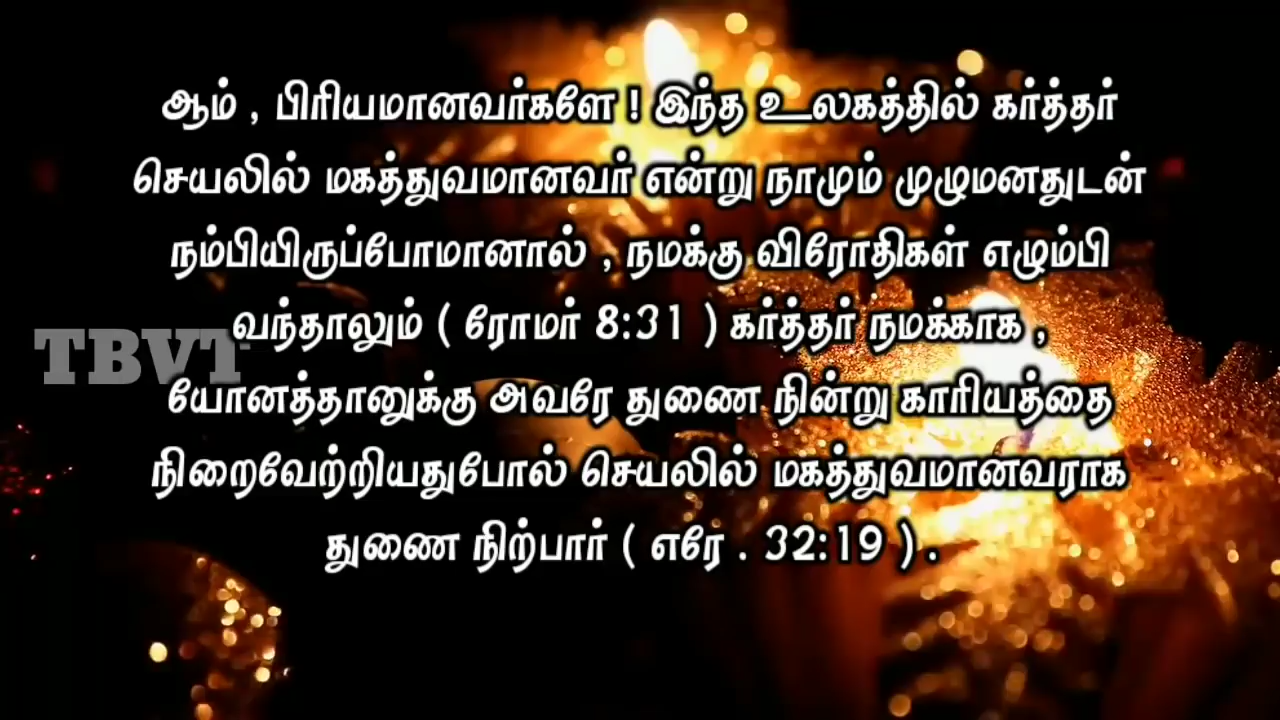 ஆம் , பிரியமானவர்களே ! இந்த உலகத்தில் கர்த்தர்
செயலில் மகத்துவமானவர் என்று நாமும் முழுமனதுடன்
நம்பியிருப்போமானால் , நமக்கு விரோதிகள் எழும்பி
வந்தாலும் ( ரோமர் 8:31 ) கர்த்தர் நமக்காக ,
யோனத்தானுக்கு அவரே துணை நின்று காரியத்தை
நிறைவேற்றியதுபோல் செயலில் மகத்துவமானவராக
துணை நிற்பார் ( எரே . 32:19 ) .
TBVT